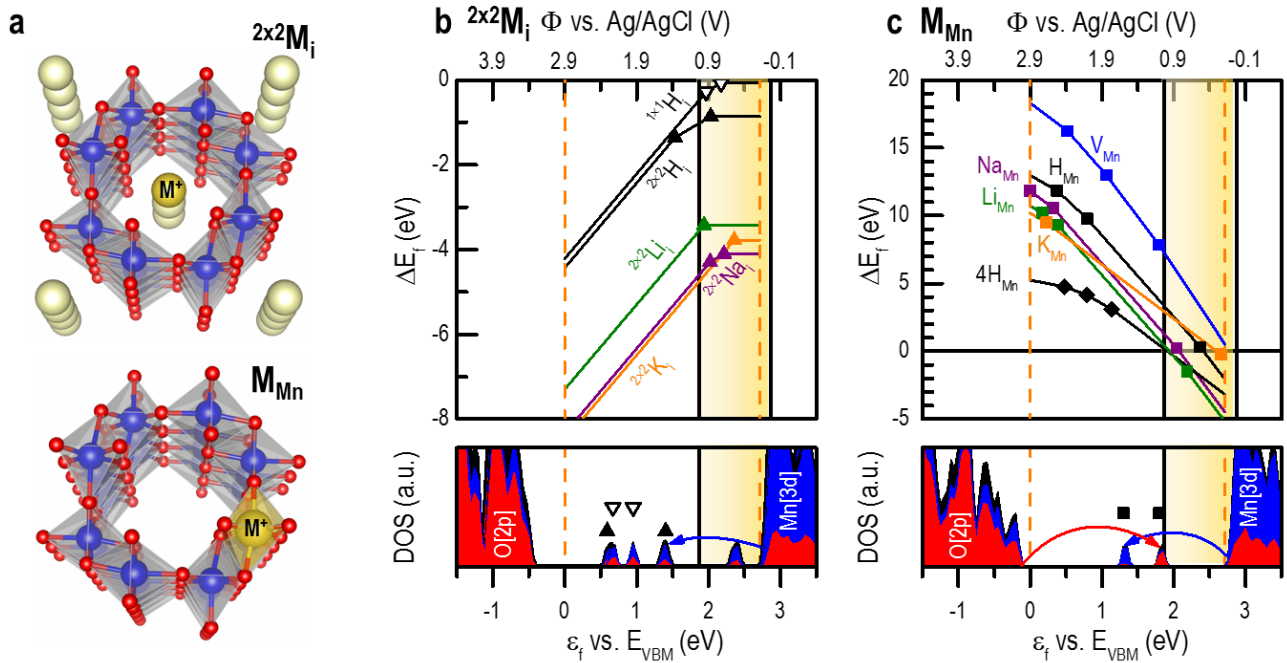 a
2x2Mi
M+
MMn
M+
b 2x2Mi Φ vs. Ag/AgCl (V)
3.9 2.9 1.9 0.9 -0.1
ΔEf (eV)
0
-2
-4
-6
-8
1x1Hi
2x2Hi
2x2Lii
2x2Nai
2x2Ki
DOS (a.u.)
O[2p]
Mn[3d]
-1 0 1 2 3
εf vs. EVBM (eV)
c MMn Φ vs. Ag/AgCl (V)
3.9 2.9 1.9 0.9 -0.1
ΔEf (eV)
20
15
10
5
0
-5
VMn
NaMn
HMn
LiMn
KMn
4HMn
DOS (a.u.)
O[2p]
Mn[3d]
-1 0 1 2 3
εf vs. EVBM (eV)